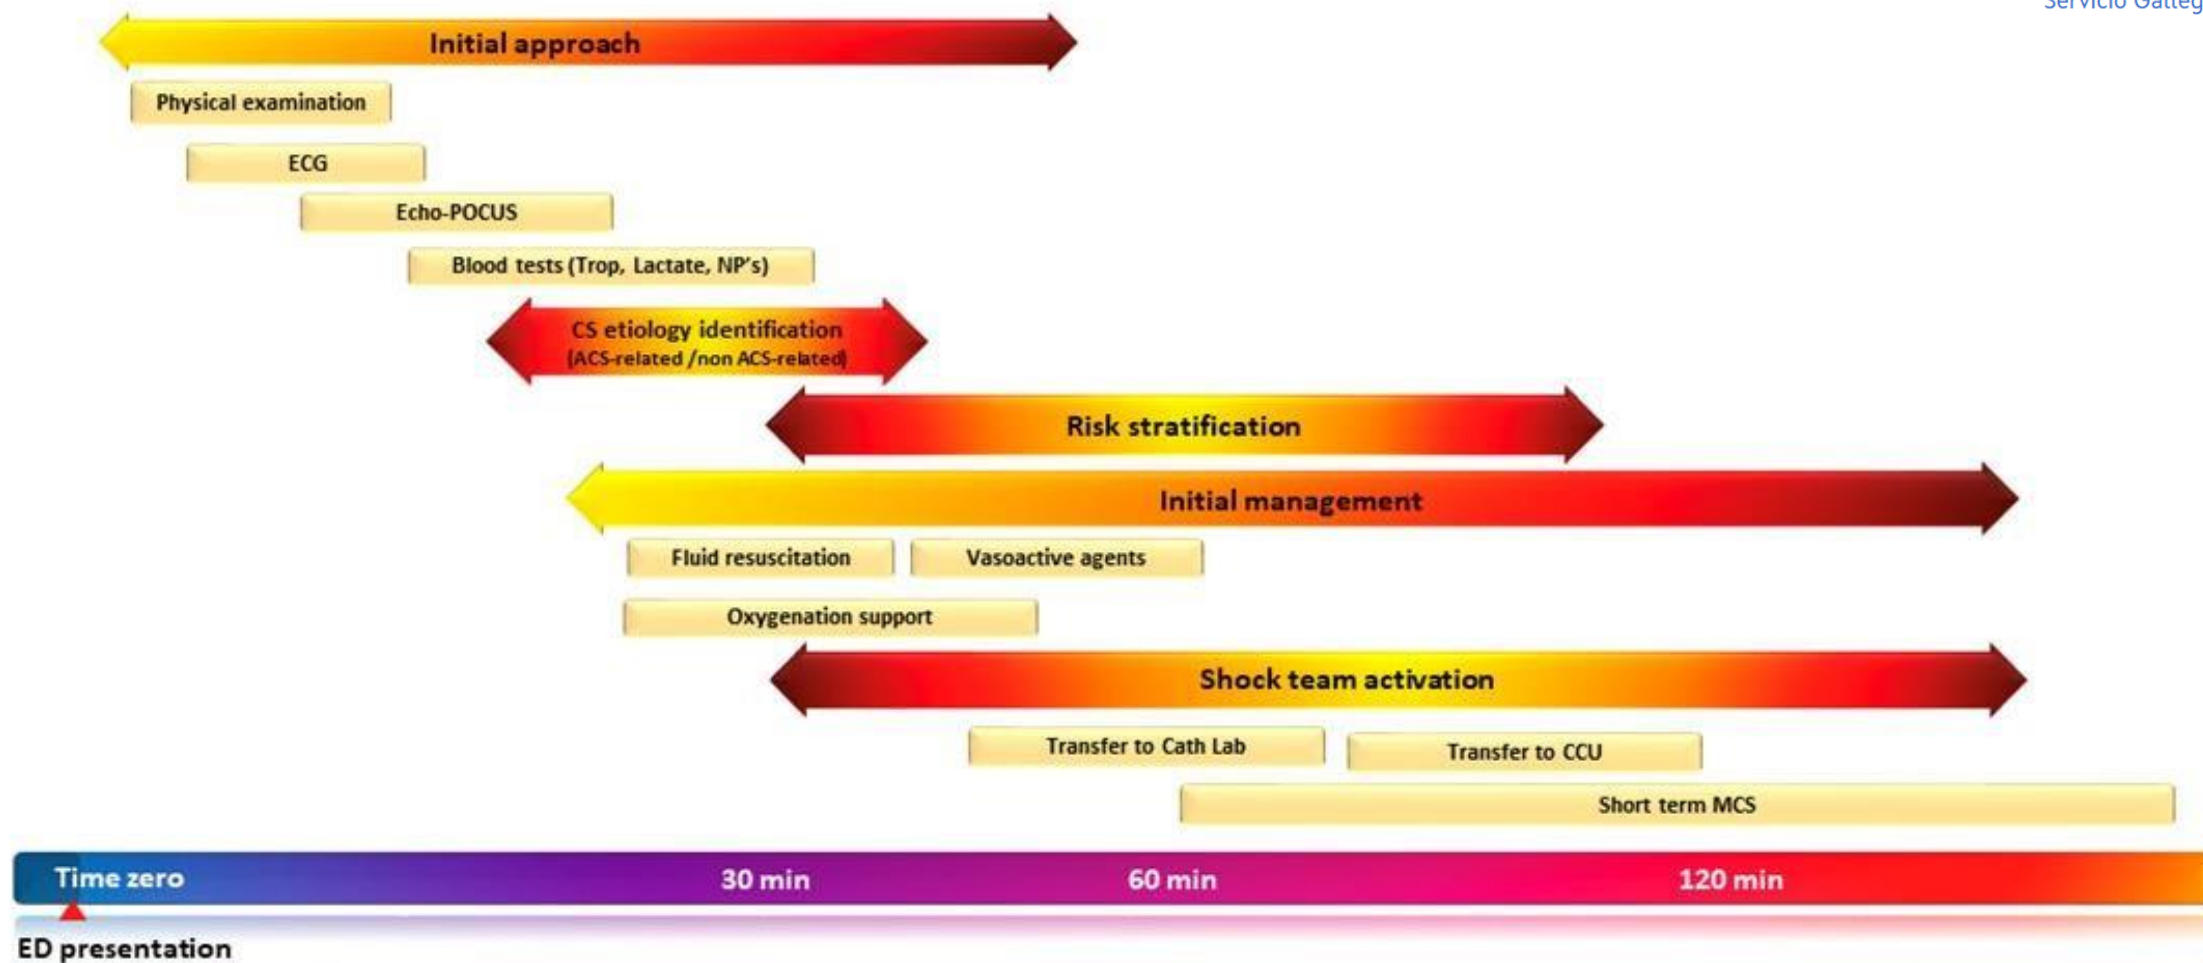 Servicio Galleg
Initial approach
Physical examination
ECG
Echo-POCUS
Blood tests (Trop, Lactate, NP's)
CS etiology identification
(ACS-related /non ACS-related)
Risk stratification
Initial management
Fluid resuscitation
Vasoactive agents
Oxygenation support
Shock team activation
Transfer to Cath Lab
Transfer to CCU
Short term MCS
Time zero
30 min
60 min
120 min
ED presentation